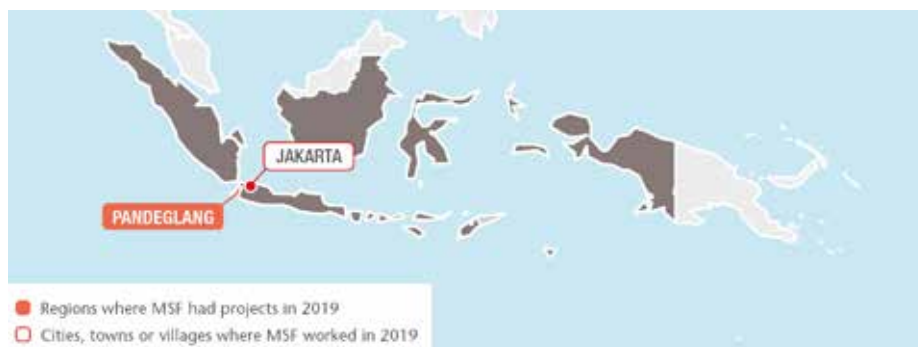 JAKARTA
PANDEGLANG
Regions where MSF had projects in 2019
Cities, towns or villages where MSF worked in 2019